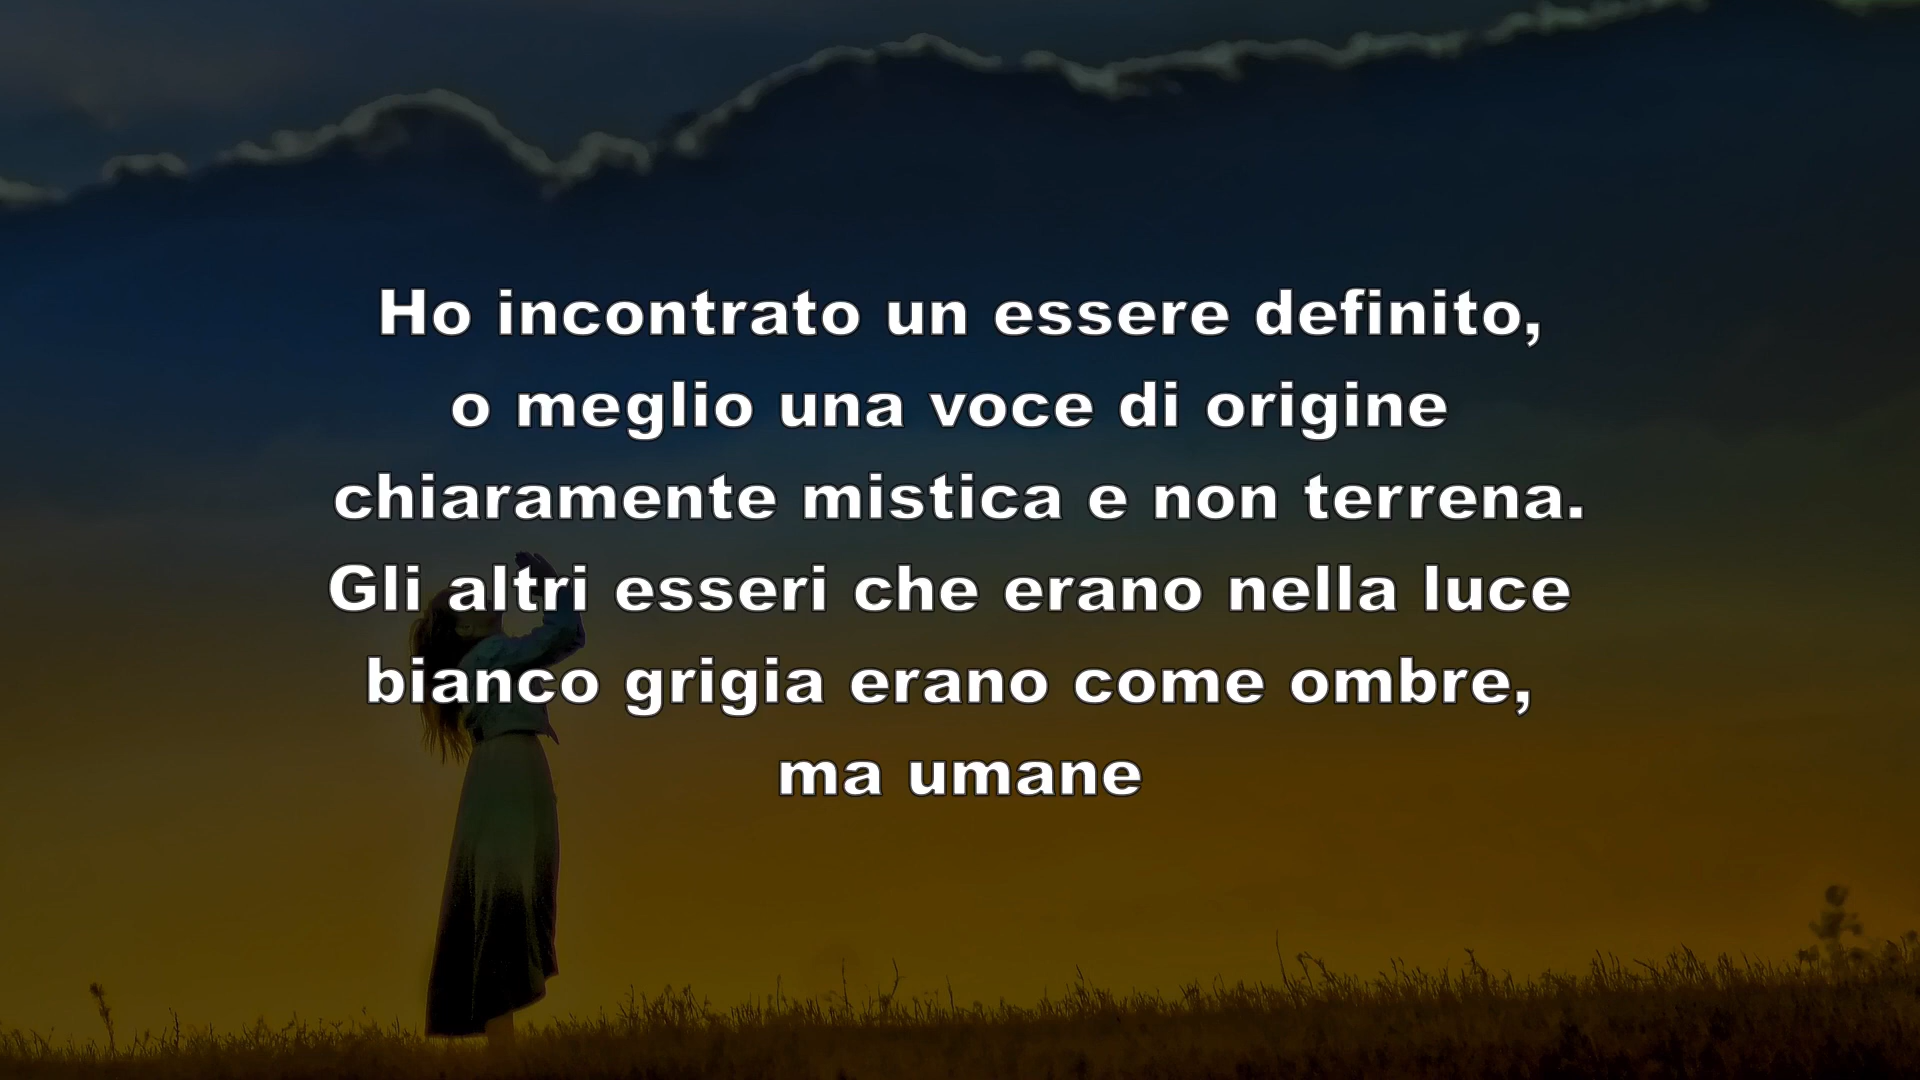 Ho incontrato un essere definito,
o meglio una voce di origine
chiaramente mistica e non terrena.
Gli altri esseri che erano nella luce
bianco grigia erano come ombre,
ma umane